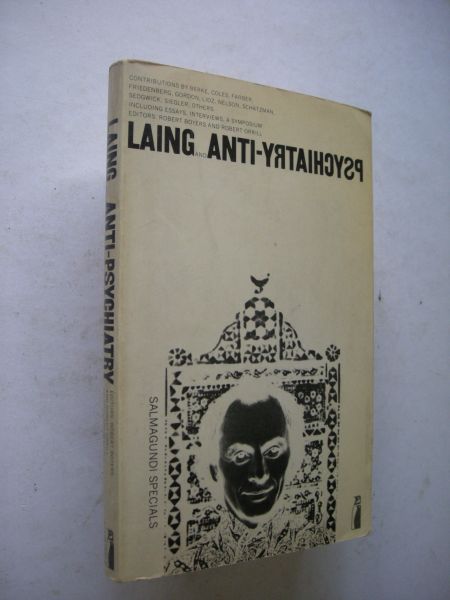 CONTRIBUTIONS BY BERKE, COLES, FARBER,
FRIEDENBERG, GORDON, LIDZ, NELSON, SCHATZMAN,
SEDGWICK, SIEGLER, OTHERS.
INCLUDING ESSAYS, INTERVIEWS, A SYMPOSIUM
EDITORS: ROBERT BOYERS AND ROBERT ORRILL
LAING AND ANTI-PSYCHIATRY
SALMAGUNDI SPECIALS
LAING ANTI-PSYCHIATRY